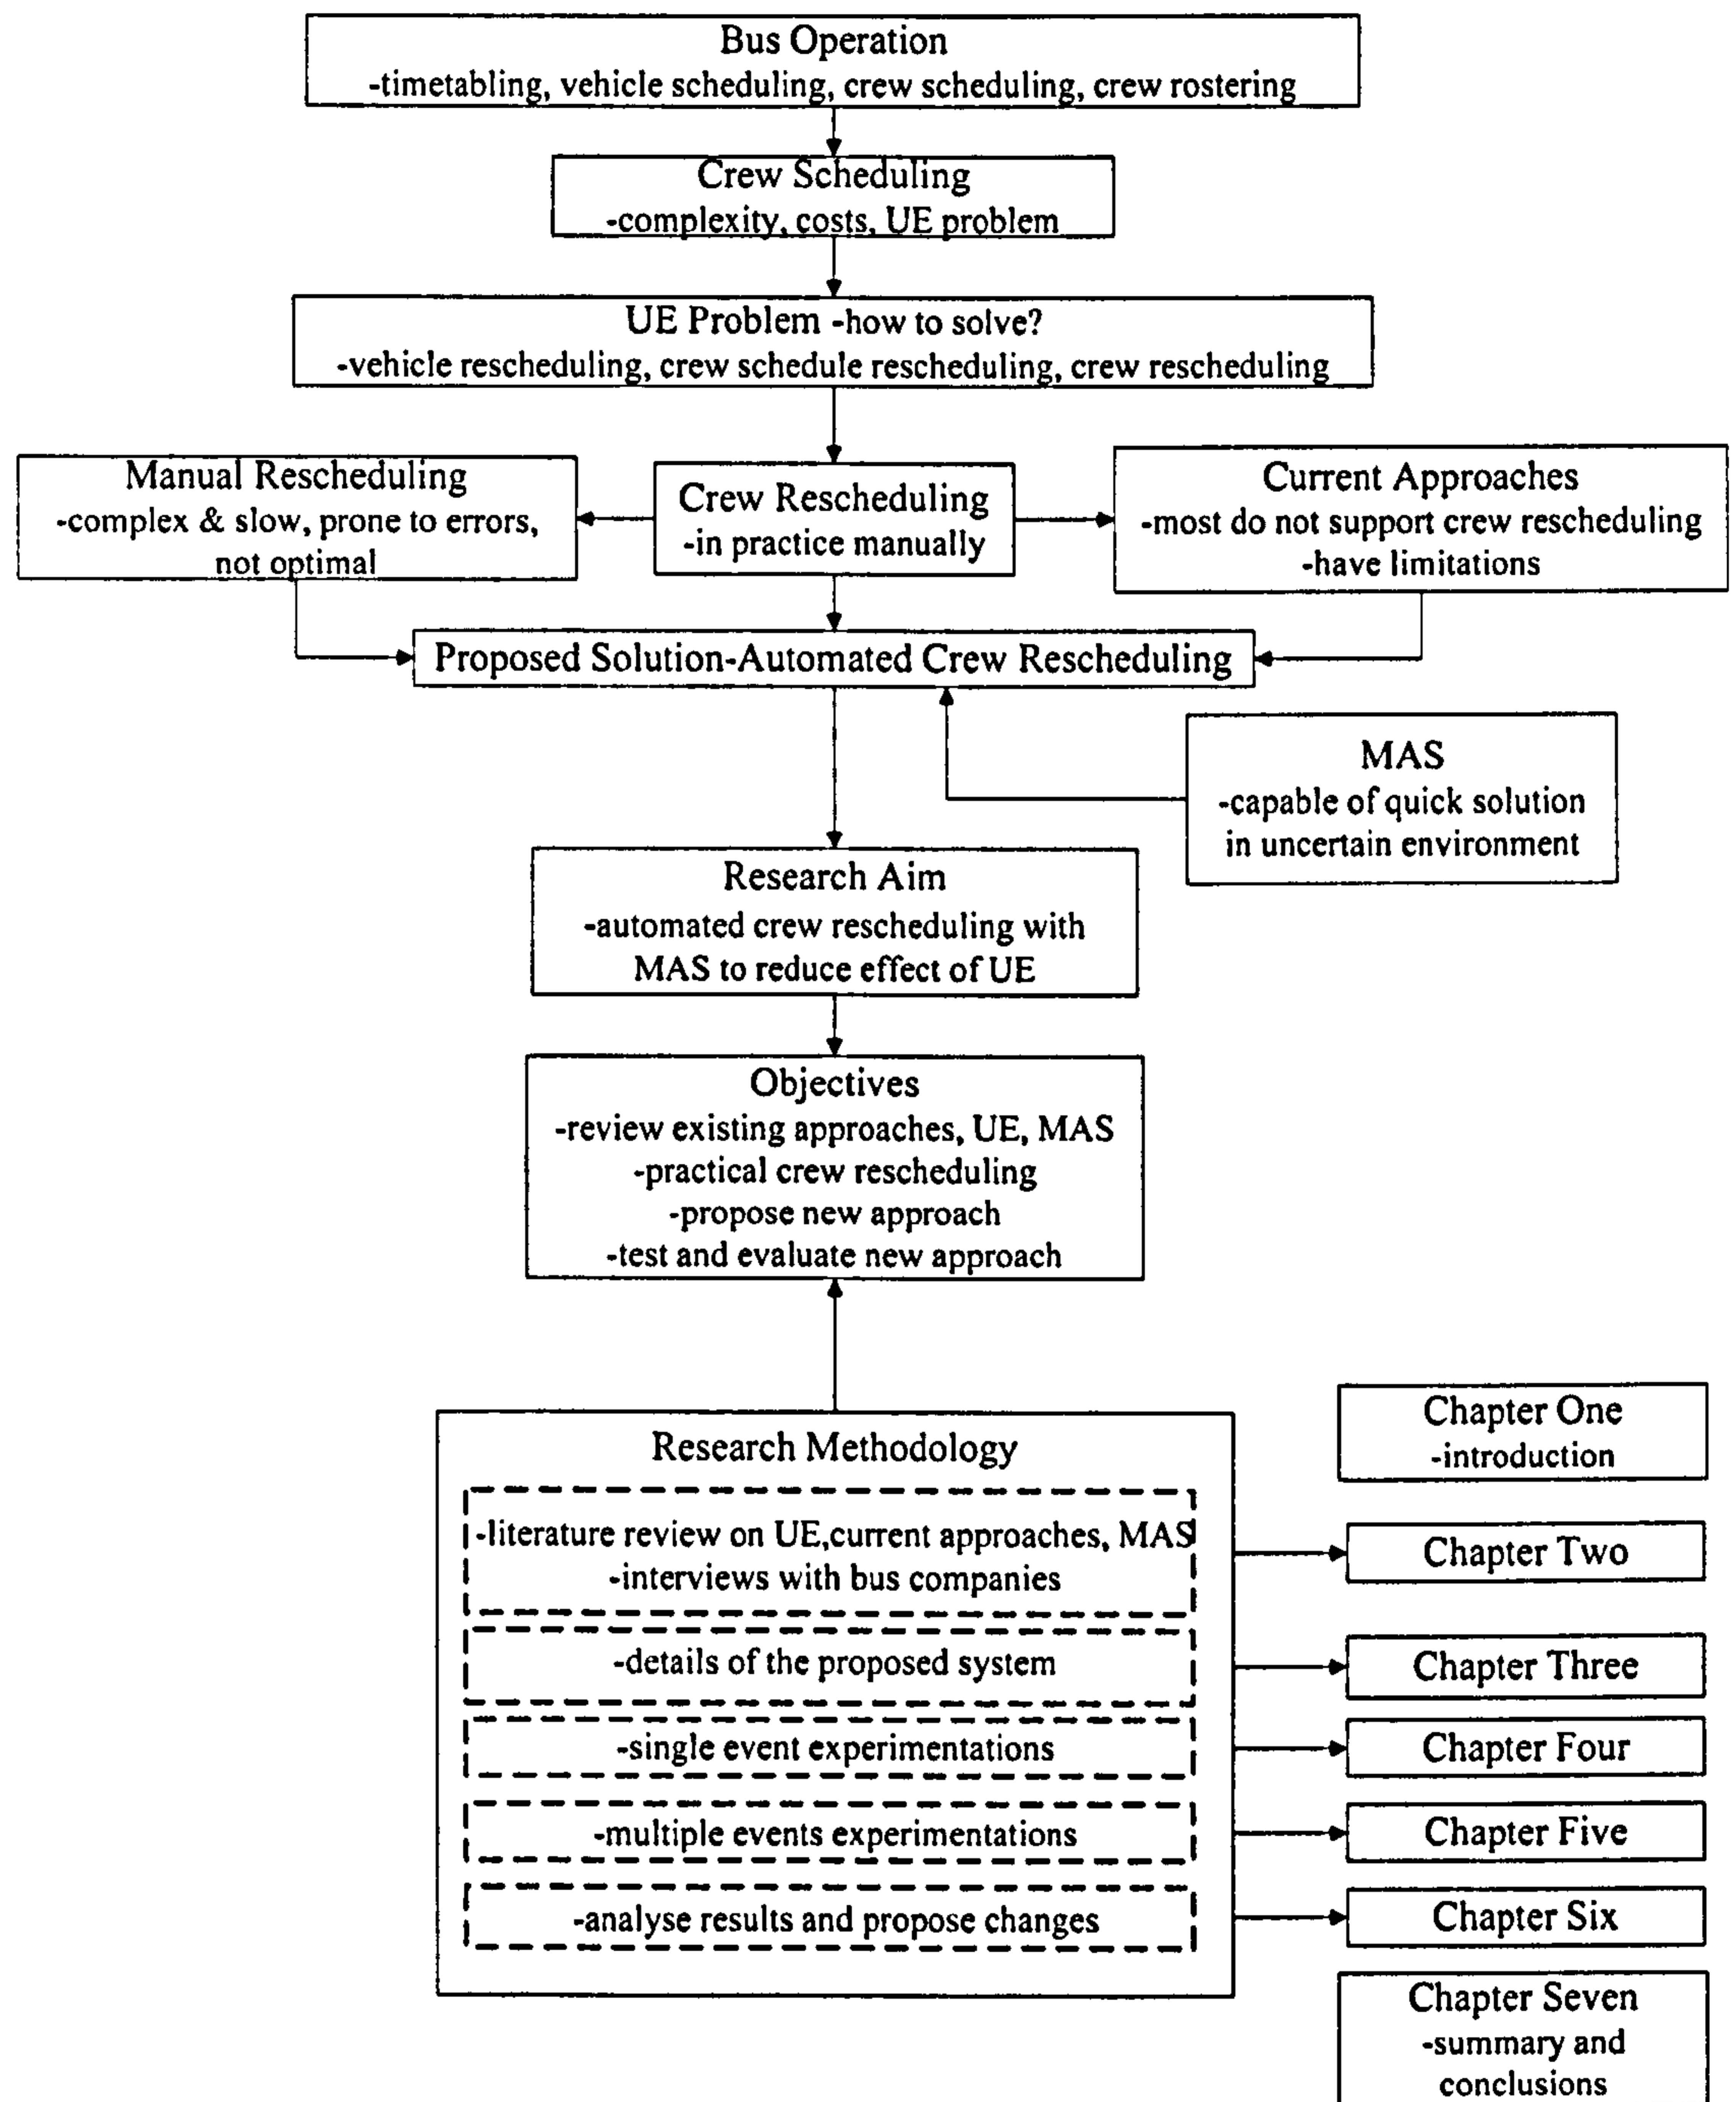 Bus Operation
-timetabling, vehicle scheduling, crew scheduling, crew rostering
Crew Scheduling
-complexity, costs, UE problem
UE Problem -how to solve?
-vehicle rescheduling, crew schedule rescheduling, crew rescheduling
Manual Rescheduling
-complex & slow, prone to errors,
not optimal
Crew Rescheduling
-in practice manually
Current Approaches
-most do not support crew rescheduling
-have limitations
Proposed Solution-Automated Crew Rescheduling
MAS
-capable of quick solution
in uncertain environment
Research Aim
-automated crew rescheduling with
MAS to reduce effect of UE
Objectives
-review existing approaches, UE, MAS
-practical crew rescheduling
-propose new approach
-test and evaluate new approach
Research Methodology
-literature review on UE,current approaches, MAS
-interviews with bus companies
-details of the proposed system
-single event experimentations
-multiple events experimentations
-analyse results and propose changes
Chapter One
-introduction
Chapter Two
Chapter Three
Chapter Four
Chapter Five
Chapter Six
Chapter Seven
-summary and
conclusions